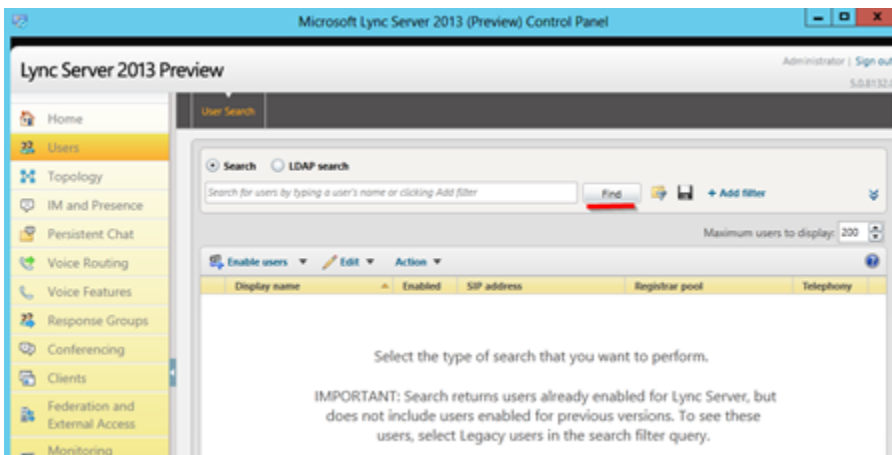 Microsoft Lync Server 2013 (Preview) Control Panel
Lync Server 2013 Preview
Administrator | Sign out
5.0.8132.0
Home
User Search
Users
Topology
IM and Presence
Persistent Chat
Voice Routing
Voice Features
Response Groups
Conferencing
Clients
Federation and
External Access
Monitoring
Search LDAP search
Search for users by typing a user's name or clicking Add filter
Find
+ Add filter
Maximum users to display: 200
Enable users Edit Action
Display name Enabled SIP address Registrar pool Telephony
Select the type of search that you want to perform.
IMPORTANT: Search returns users already enabled for Lync Server, but
does not include users enabled for previous versions. To see these
users, select Legacy users in the search filter query.